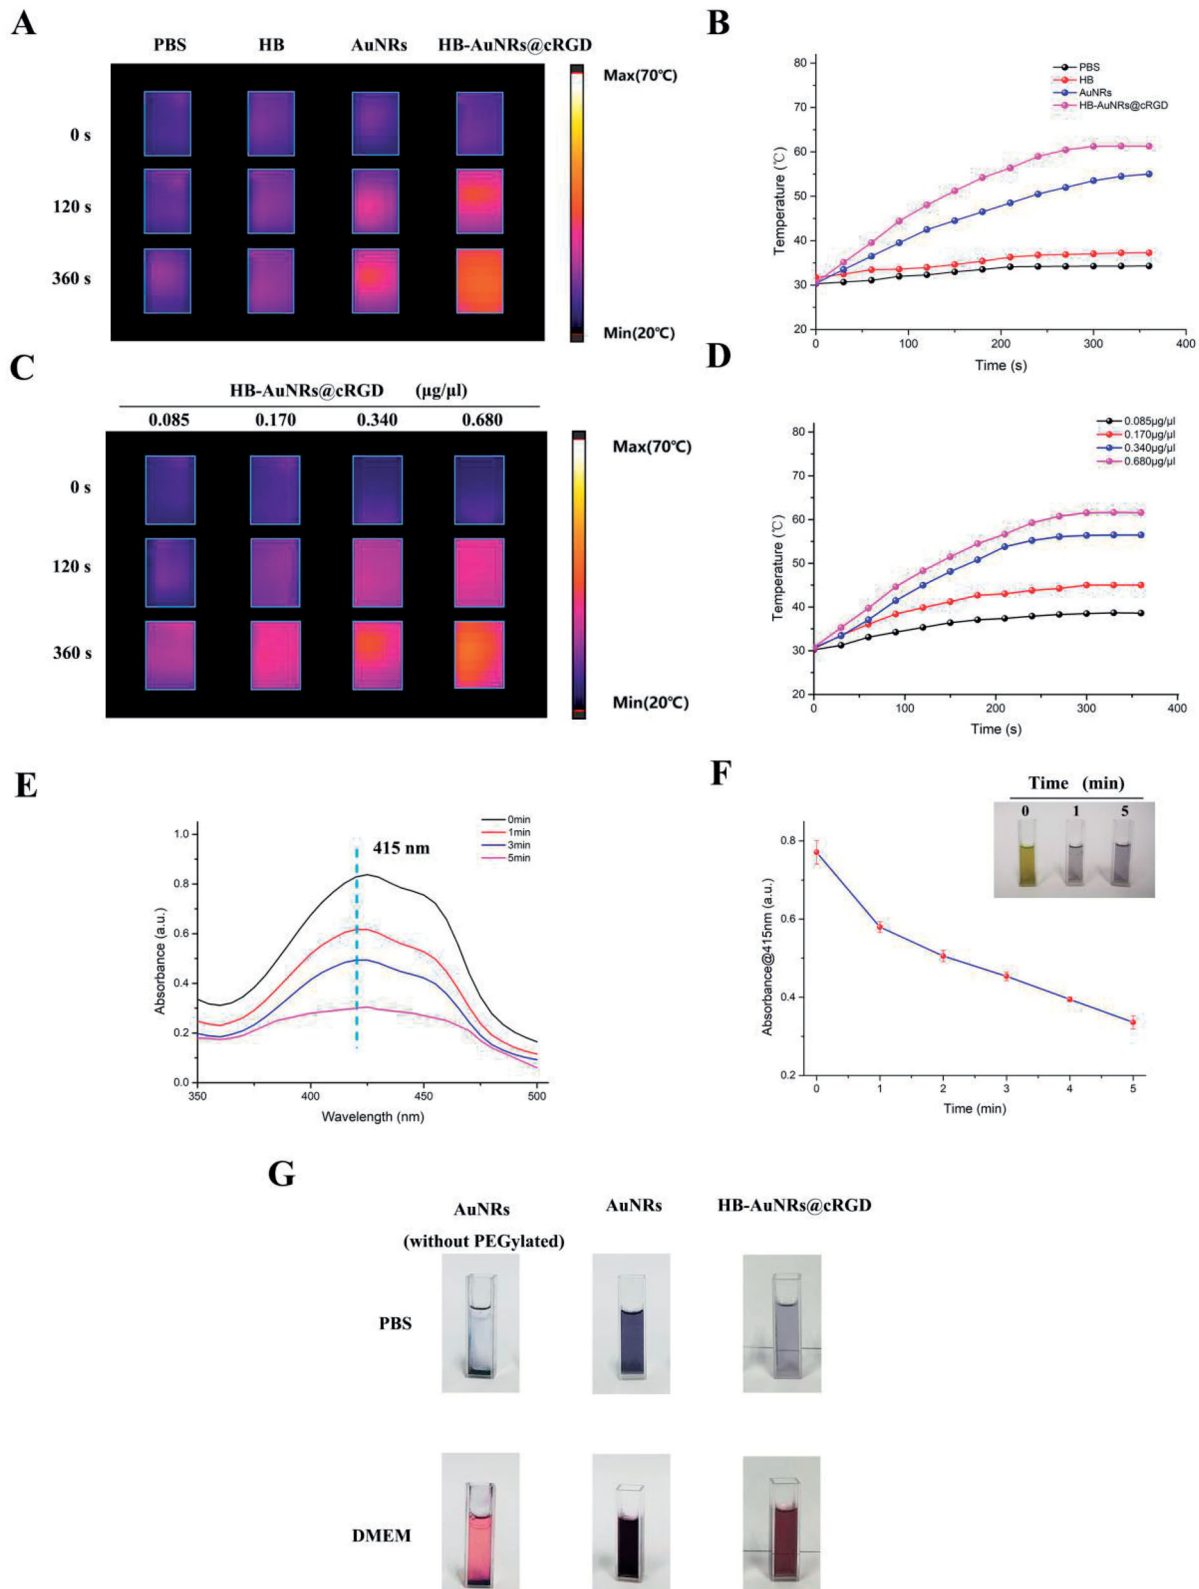 A
PBS HB AuNRs HB-AuNRs@cRGD
Max(70℃)
0 s
120 s
360 s
Min(20℃)
B
PBS
HB
AuNRs
HB-AuNRs@cRGD
80
70
60
50
40
30
20
Temperature (℃)
0 100 200 300 400
Time (s)
C
HB-AuNRs@cRGD (μg/μl)
0.085 0.170 0.340 0.680
Max(70℃)
0 s
120 s
360 s
Min(20℃)
D
0.085μg/μl
0.170μg/μl
0.340μg/μl
0.680μg/μl
80
70
60
50
40
30
20
Temperature (℃)
0 100 200 300 400
Time (s)
E
0min
1min
3min
5min
415 nm
1.0
0.8
0.6
0.4
0.2
0.0
Absorbance (a.u.)
350 400 450 500
Wavelength (nm)
F
Time (min)
0 1 5
0.8
0.6
0.4
0.2
Absorbance@415nm (a.u.)
0 1 2 3 4 5
Time (min)
G
AuNRs
(without PEGylated)
AuNRs
HB-AuNRs@cRGD
PBS
DMEM